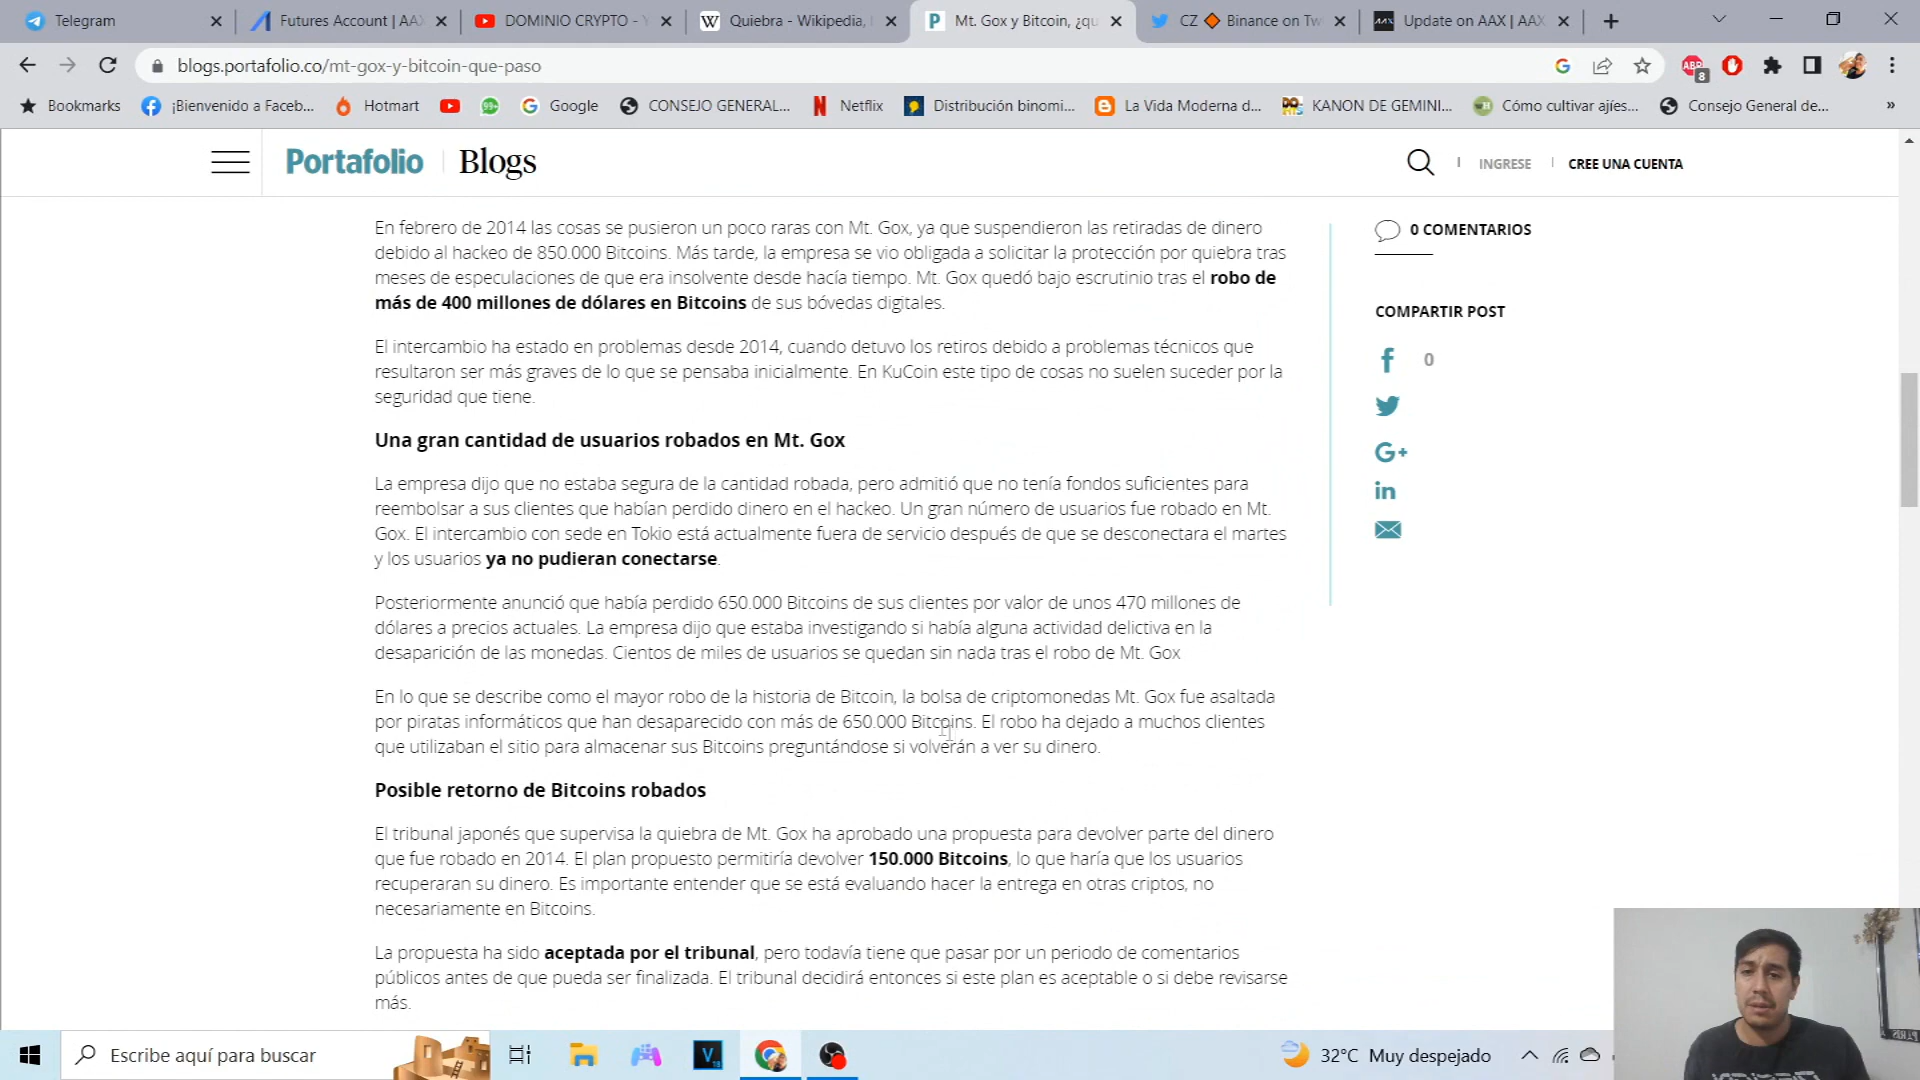 Telegram
Futures Account | AAX
DOMINIO CRYPTO - Y
Quiebra - Wikipedia, l
Mt. Gox y Bitcoin, ¿qu
CZ 🔶 Binance on Tw
Update on AAX | AAX
blogs.portafolio.co/mt-gox-y-bitcoin-que-paso
ABP
8
Bookmarks
¡Bienvenido a Faceb...
Hotmart
99+
Google
CONSEJO GENERAL...
Netflix
Distribución binomi...
La Vida Moderna d...
KANON DE GEMINI...
Cómo cultivar ajíes...
Consejo General de...
»
Portafolio
Blogs
INGRESE
CREE UNA CUENTA
En febrero de 2014 las cosas se pusieron un poco raras con Mt. Gox, ya que suspendieron las retiradas de dinero
debido al hackeo de 850.000 Bitcoins. Más tarde, la empresa se vio obligada a solicitar la protección por quiebra tras
meses de especulaciones de que era insolvente desde hacía tiempo. Mt. Gox quedó bajo escrutinio tras el robo de
más de 400 millones de dólares en Bitcoins de sus bóvedas digitales.
El intercambio ha estado en problemas desde 2014, cuando detuvo los retiros debido a problemas técnicos que
resultaron ser más graves de lo que se pensaba inicialmente. En KuCoin este tipo de cosas no suelen suceder por la
seguridad que tiene.
Una gran cantidad de usuarios robados en Mt. Gox
La empresa dijo que no estaba segura de la cantidad robada, pero admitió que no tenía fondos suficientes para
reembolsar a sus clientes que habían perdido dinero en el hackeo. Un gran número de usuarios fue robado en Mt.
Gox. El intercambio con sede en Tokio está actualmente fuera de servicio después de que se desconectara el martes
y los usuarios ya no pudieran conectarse.
Posteriormente anunció que había perdido 650.000 Bitcoins de sus clientes por valor de unos 470 millones de
dólares a precios actuales. La empresa dijo que estaba investigando si había alguna actividad delictiva en la
desaparición de las monedas. Cientos de miles de usuarios se quedan sin nada tras el robo de Mt. Gox
En lo que se describe como el mayor robo de la historia de Bitcoin, la bolsa de criptomonedas Mt. Gox fue asaltada
por piratas informáticos que han desaparecido con más de 650.000 Bitcoins. El robo ha dejado a muchos clientes
que utilizaban el sitio para almacenar sus Bitcoins preguntándose si volverán a ver su dinero.
Posible retorno de Bitcoins robados
El tribunal japonés que supervisa la quiebra de Mt. Gox ha aprobado una propuesta para devolver parte del dinero
que fue robado en 2014. El plan propuesto permitiría devolver 150.000 Bitcoins, lo que haría que los usuarios
recuperaran su dinero. Es importante entender que se está evaluando hacer la entrega en otras criptos, no
necesariamente en Bitcoins.
La propuesta ha sido aceptada por el tribunal, pero todavía tiene que pasar por un periodo de comentarios
públicos antes de que pueda ser finalizada. El tribunal decidirá entonces si este plan es aceptable o si debe revisarse
más.
0 COMENTARIOS
COMPARTIR POST
0
Escribe aquí para buscar
32°C Muy despejado